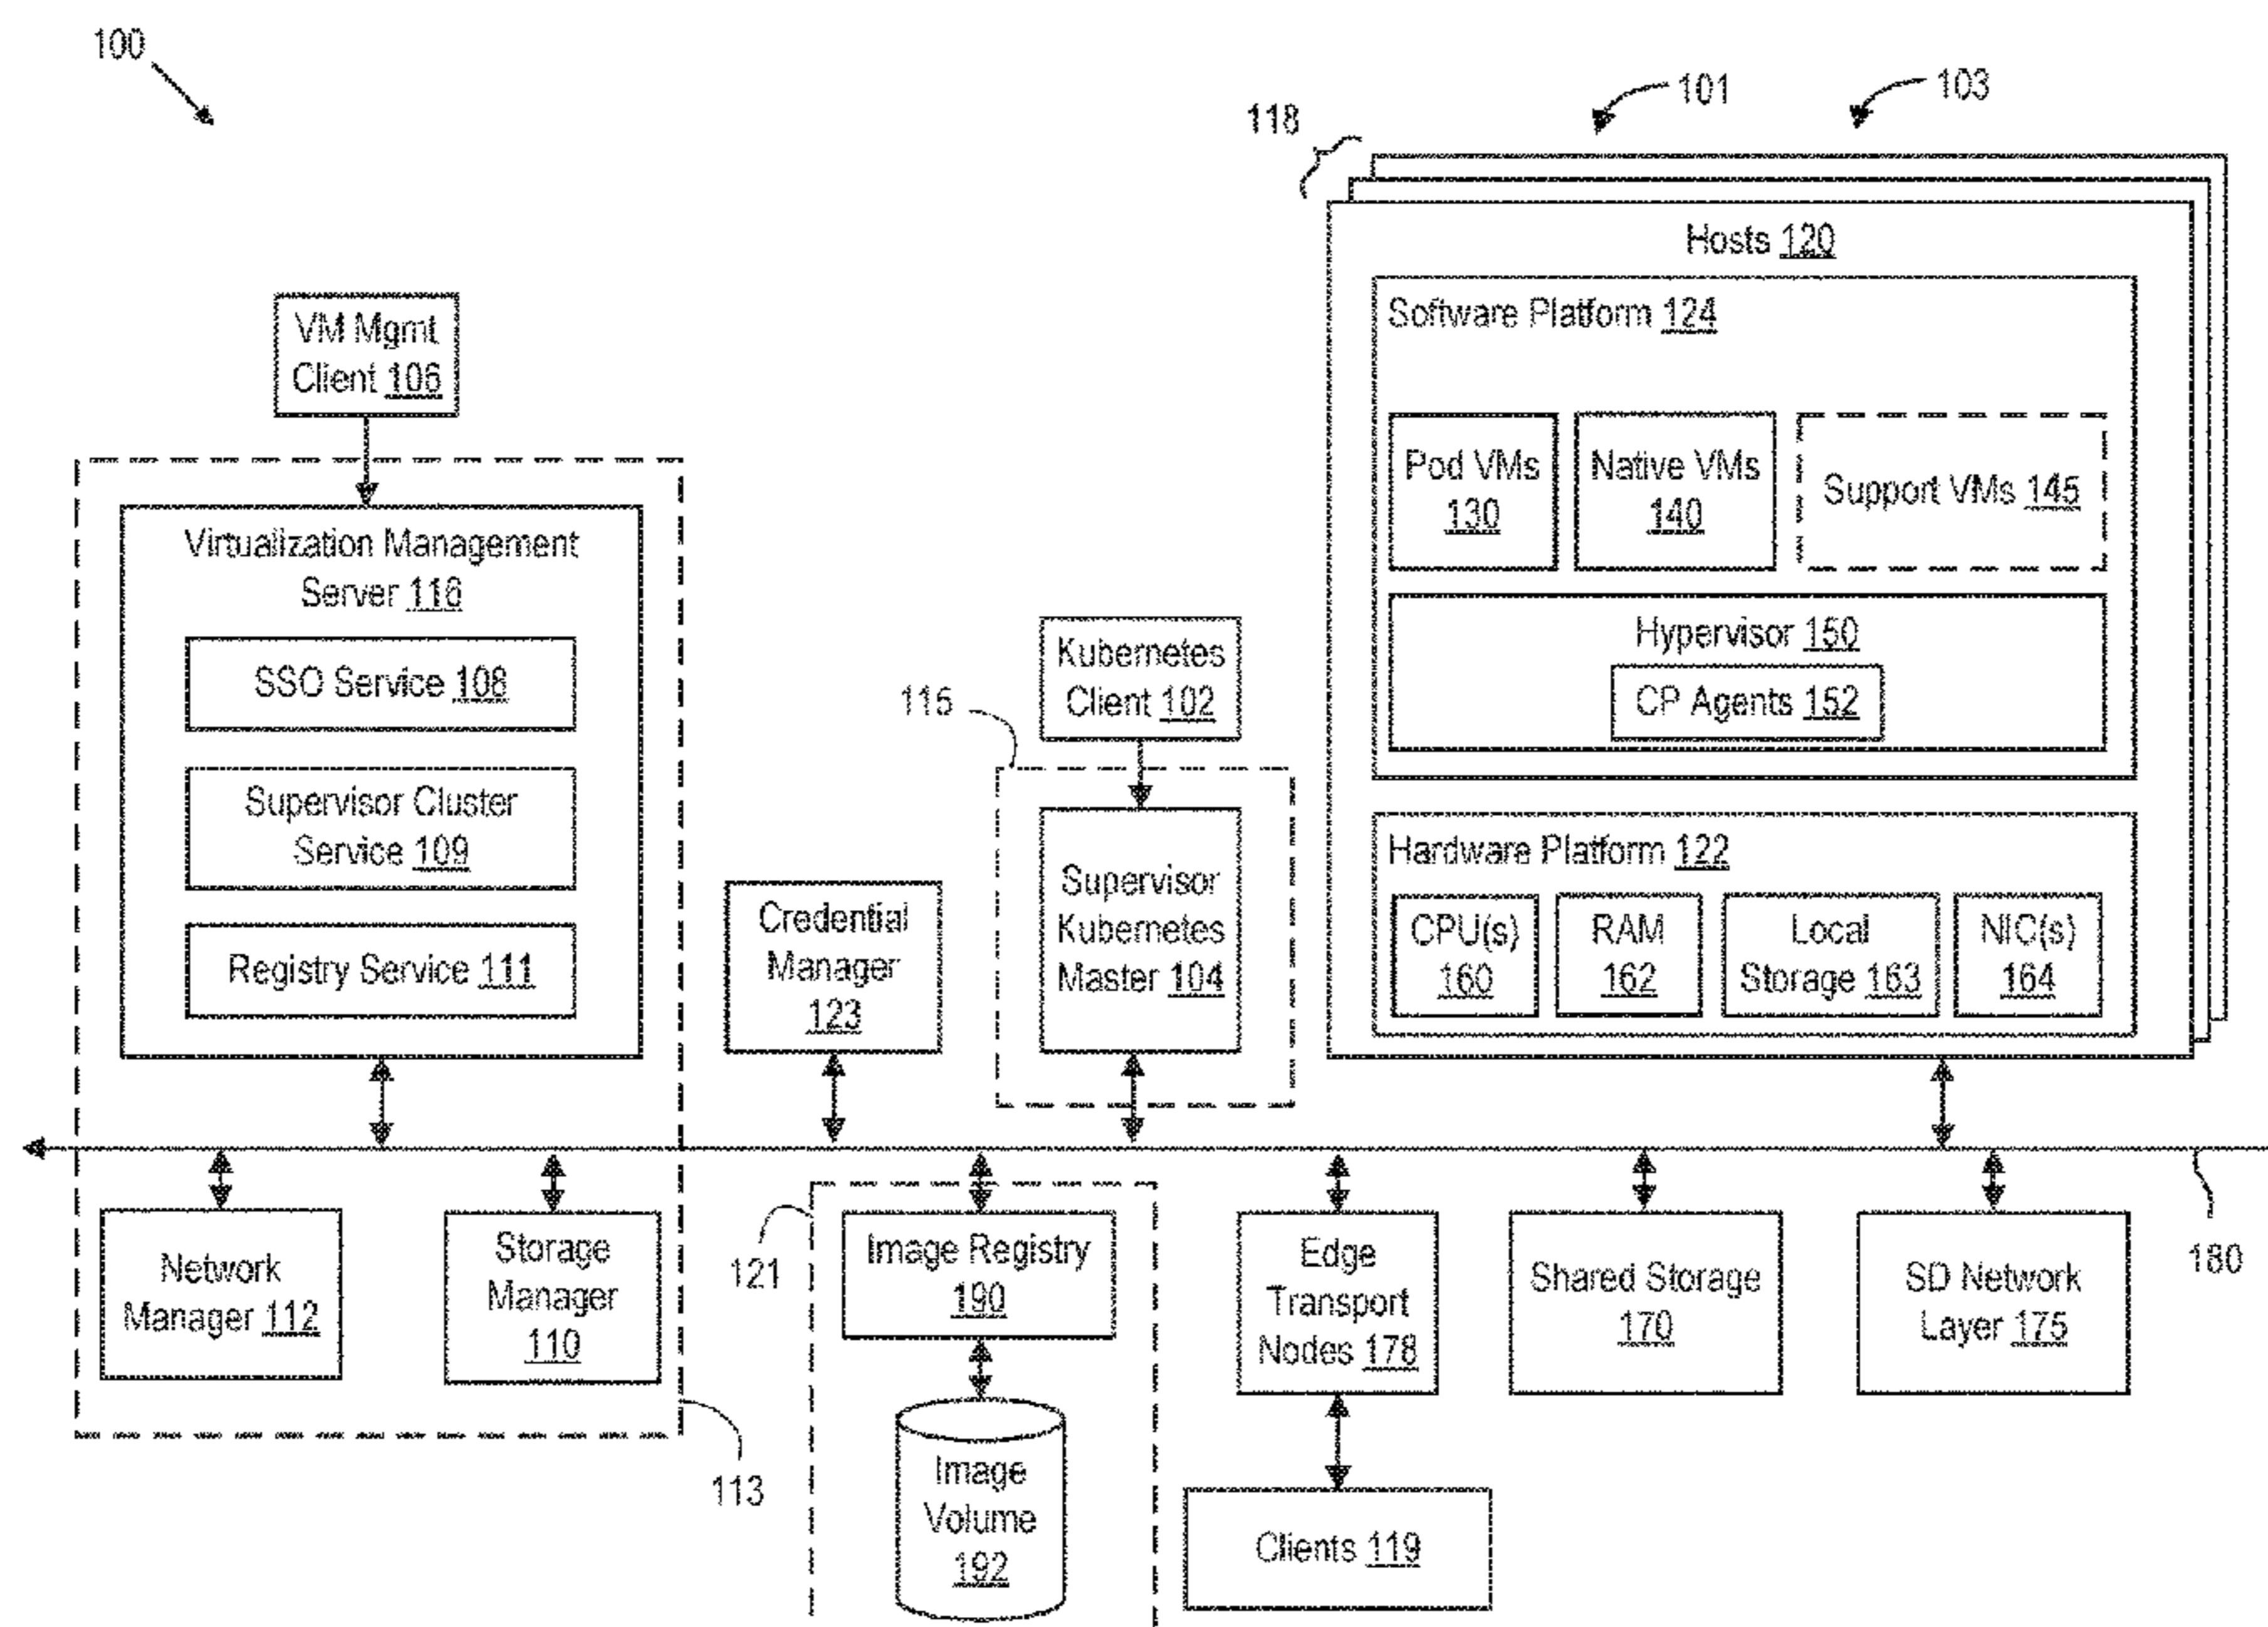 100
101
103
118
Hosts 120
Software Platform 124
VM Mgmt
Client 106
Pod VMs
130
Native VMs
140
Support VMs 145
Virtualization Management
Server 116
Hypervisor 150
CP Agents 152
SSO Service 108
Kubernetes
Client 102
115
Supervisor Cluster
Service 109
Hardware Platform 122
Supervisor
Kubernetes
Master 104
Credential
Manager
123
CPU(s)
160
RAM
162
Local
Storage 163
NIC(s)
164
Registry Service 111
Network
Manager 112
Storage
Manager
110
121
Image Registry
190
Edge
Transport
Nodes 178
Shared Storage
170
SD Network
Layer 175
180
113
Image
Volume
192
Clients 119